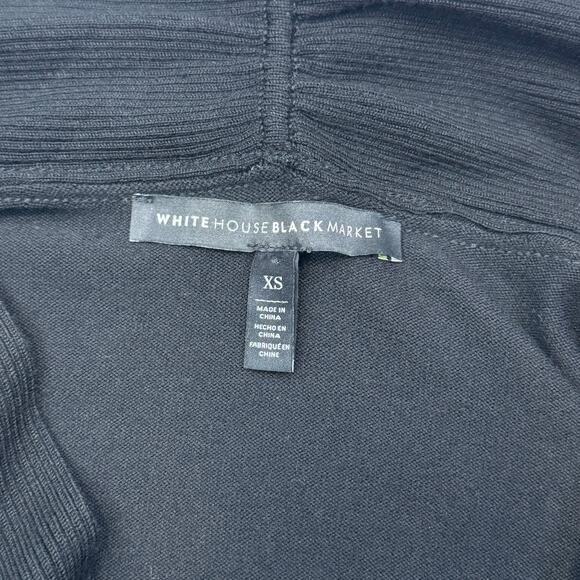 WHITE HOUSE BLACK MARKET
XS
MADE IN
CHINA
HECHO EN
CHINA
FABRIQUÉ EN
CHINE